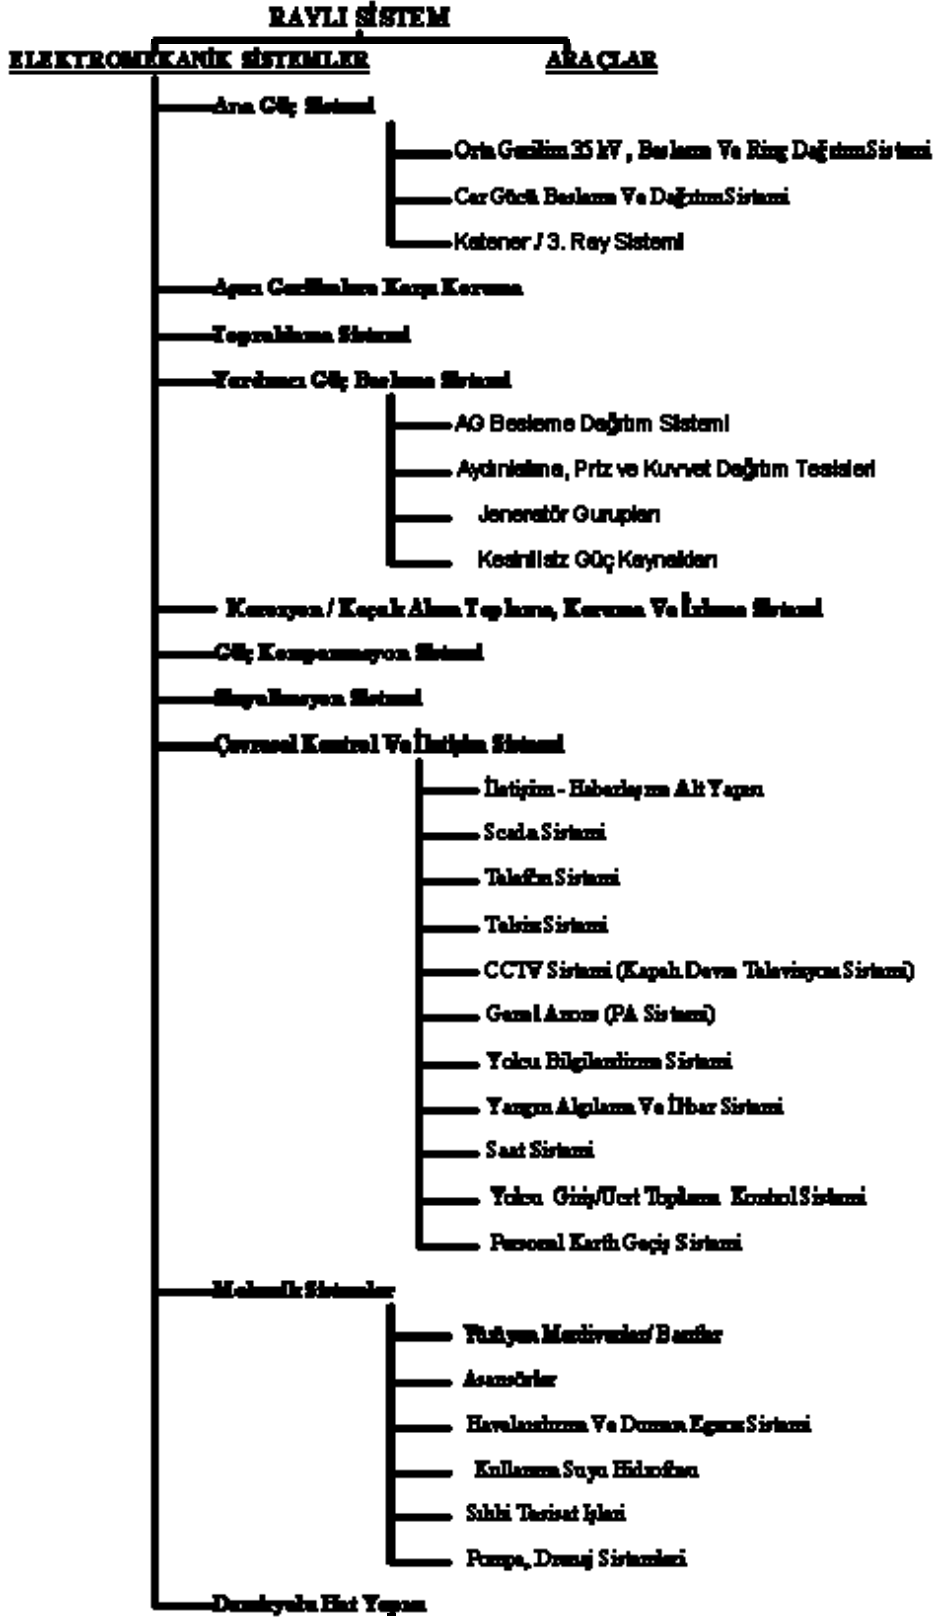 RAYLI SİSTEM
ELEKTROMEKANİK SİSTEMLER
ARAÇLAR
Ana Güç Sistemi
Orta Gerilim 35 kV , Besleme Ve Ring Dağıtım Sistemi
Cer Gücü Besleme Ve Dağıtım Sistemi
Katener / 3. Ray Sistemi
Aşırı Gerilimlere Karşı Koruma
Topraklama Sistemi
Yardımcı Güç Besleme Sistemi
AG Besleme Dağıtım Sistemi
Aydınlatma, Priz ve Kuvvet Dağıtım Tesisleri
Jeneratör Gurupları
Kesintisiz Güç Kaynakları
Korozyon / Kaçak Akım Toplama, Koruma Ve İzleme Sistemi
Güç Kompanzasyon Sistemi
Sinyalizasyon Sistemi
Çevresel Kontrol Ve İletişim Sistemi
İletişim - Haberleşme Alt Yapısı
Scada Sistemi
Telefon Sistemi
Telsiz Sistemi
CCTV Sistemi (Kapalı Devre Televizyon Sistemi)
Genel Anons (PA Sistemi)
Yolcu Bilgilendirme Sistemi
Yangın Algılama Ve İhbar Sistemi
Saat Sistemi
Yolcu Giriş/Ücrt Toplama Kontrol Sistemi
Personel Kartlı Geçiş Sistemi
Mekanik Sistemler
Yürüyen Merdivenler/ Bantlar
Asansörler
Havalandırma Ve Duman Egzoz Sistemi
Kullanma Suyu Hidroforu
Sıhhi Tesisat İşleri
Pompa, Drenaj Sistemleri
Demiryolu Hat Yapısı